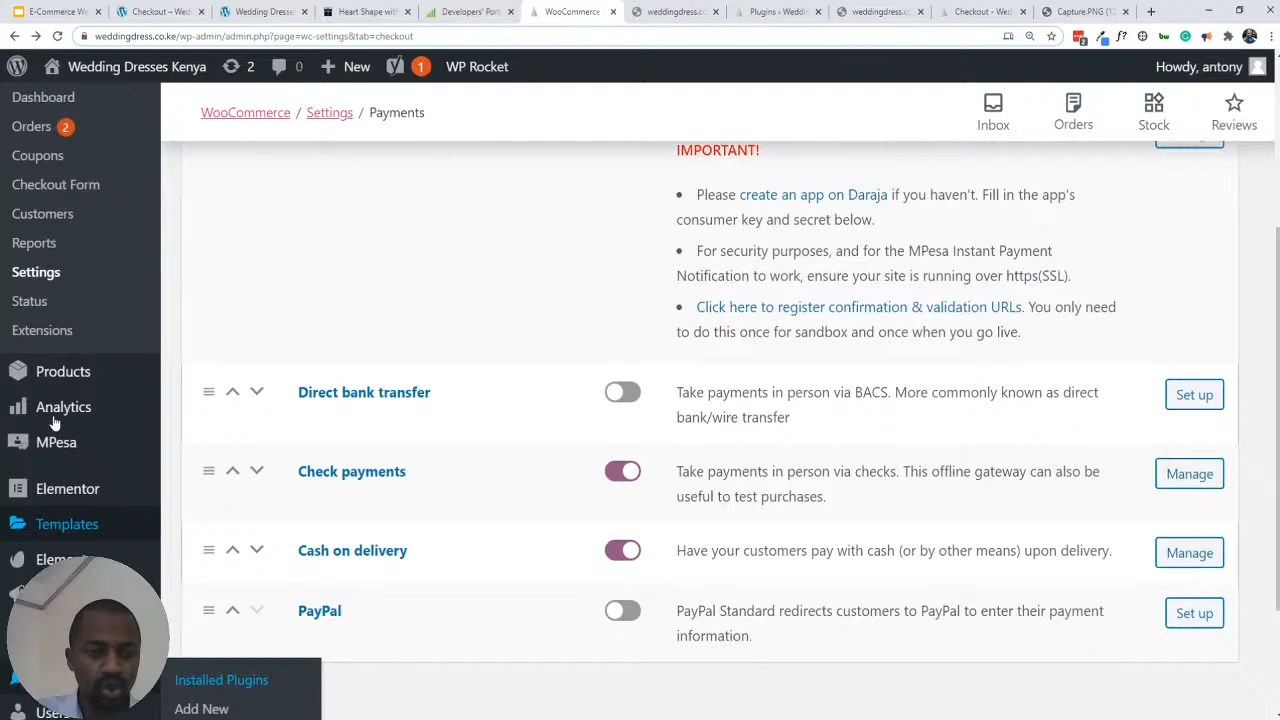 E-Commerce We
Checkout – We
Wedding Dresses
Heart Shape with
Developers' Port
WooCommerce
weddingdress.co
Plugins ‹ Weddin
weddingdress.co
Checkout - Wed
Capture.PNG (12
weddingdress.co.ke/wp-admin/admin.php?page=wc-settings&tab=checkout
Wedding Dresses Kenya
2
0
New
1
WP Rocket
Howdy, antony
Dashboard
Orders 2
Coupons
Checkout Form
Customers
Reports
Settings
Status
Extensions
Products
Analytics
MPesa
Elementor
Templates
Installed Plugins
Add New
WooCommerce / Settings / Payments
Inbox
Orders
Stock
Reviews
IMPORTANT!
• Please create an app on Daraja if you haven't. Fill in the app's
consumer key and secret below.
• For security purposes, and for the MPesa Instant Payment
Notification to work, ensure your site is running over https(SSL).
• Click here to register confirmation & validation URLs. You only need
to do this once for sandbox and once when you go live.
Direct bank transfer
Take payments in person via BACS. More commonly known as direct
bank/wire transfer
Set up
Check payments
Take payments in person via checks. This offline gateway can also be
useful to test purchases.
Manage
Cash on delivery
Have your customers pay with cash (or by other means) upon delivery.
Manage
PayPal
PayPal Standard redirects customers to PayPal to enter their payment
information.
Set up